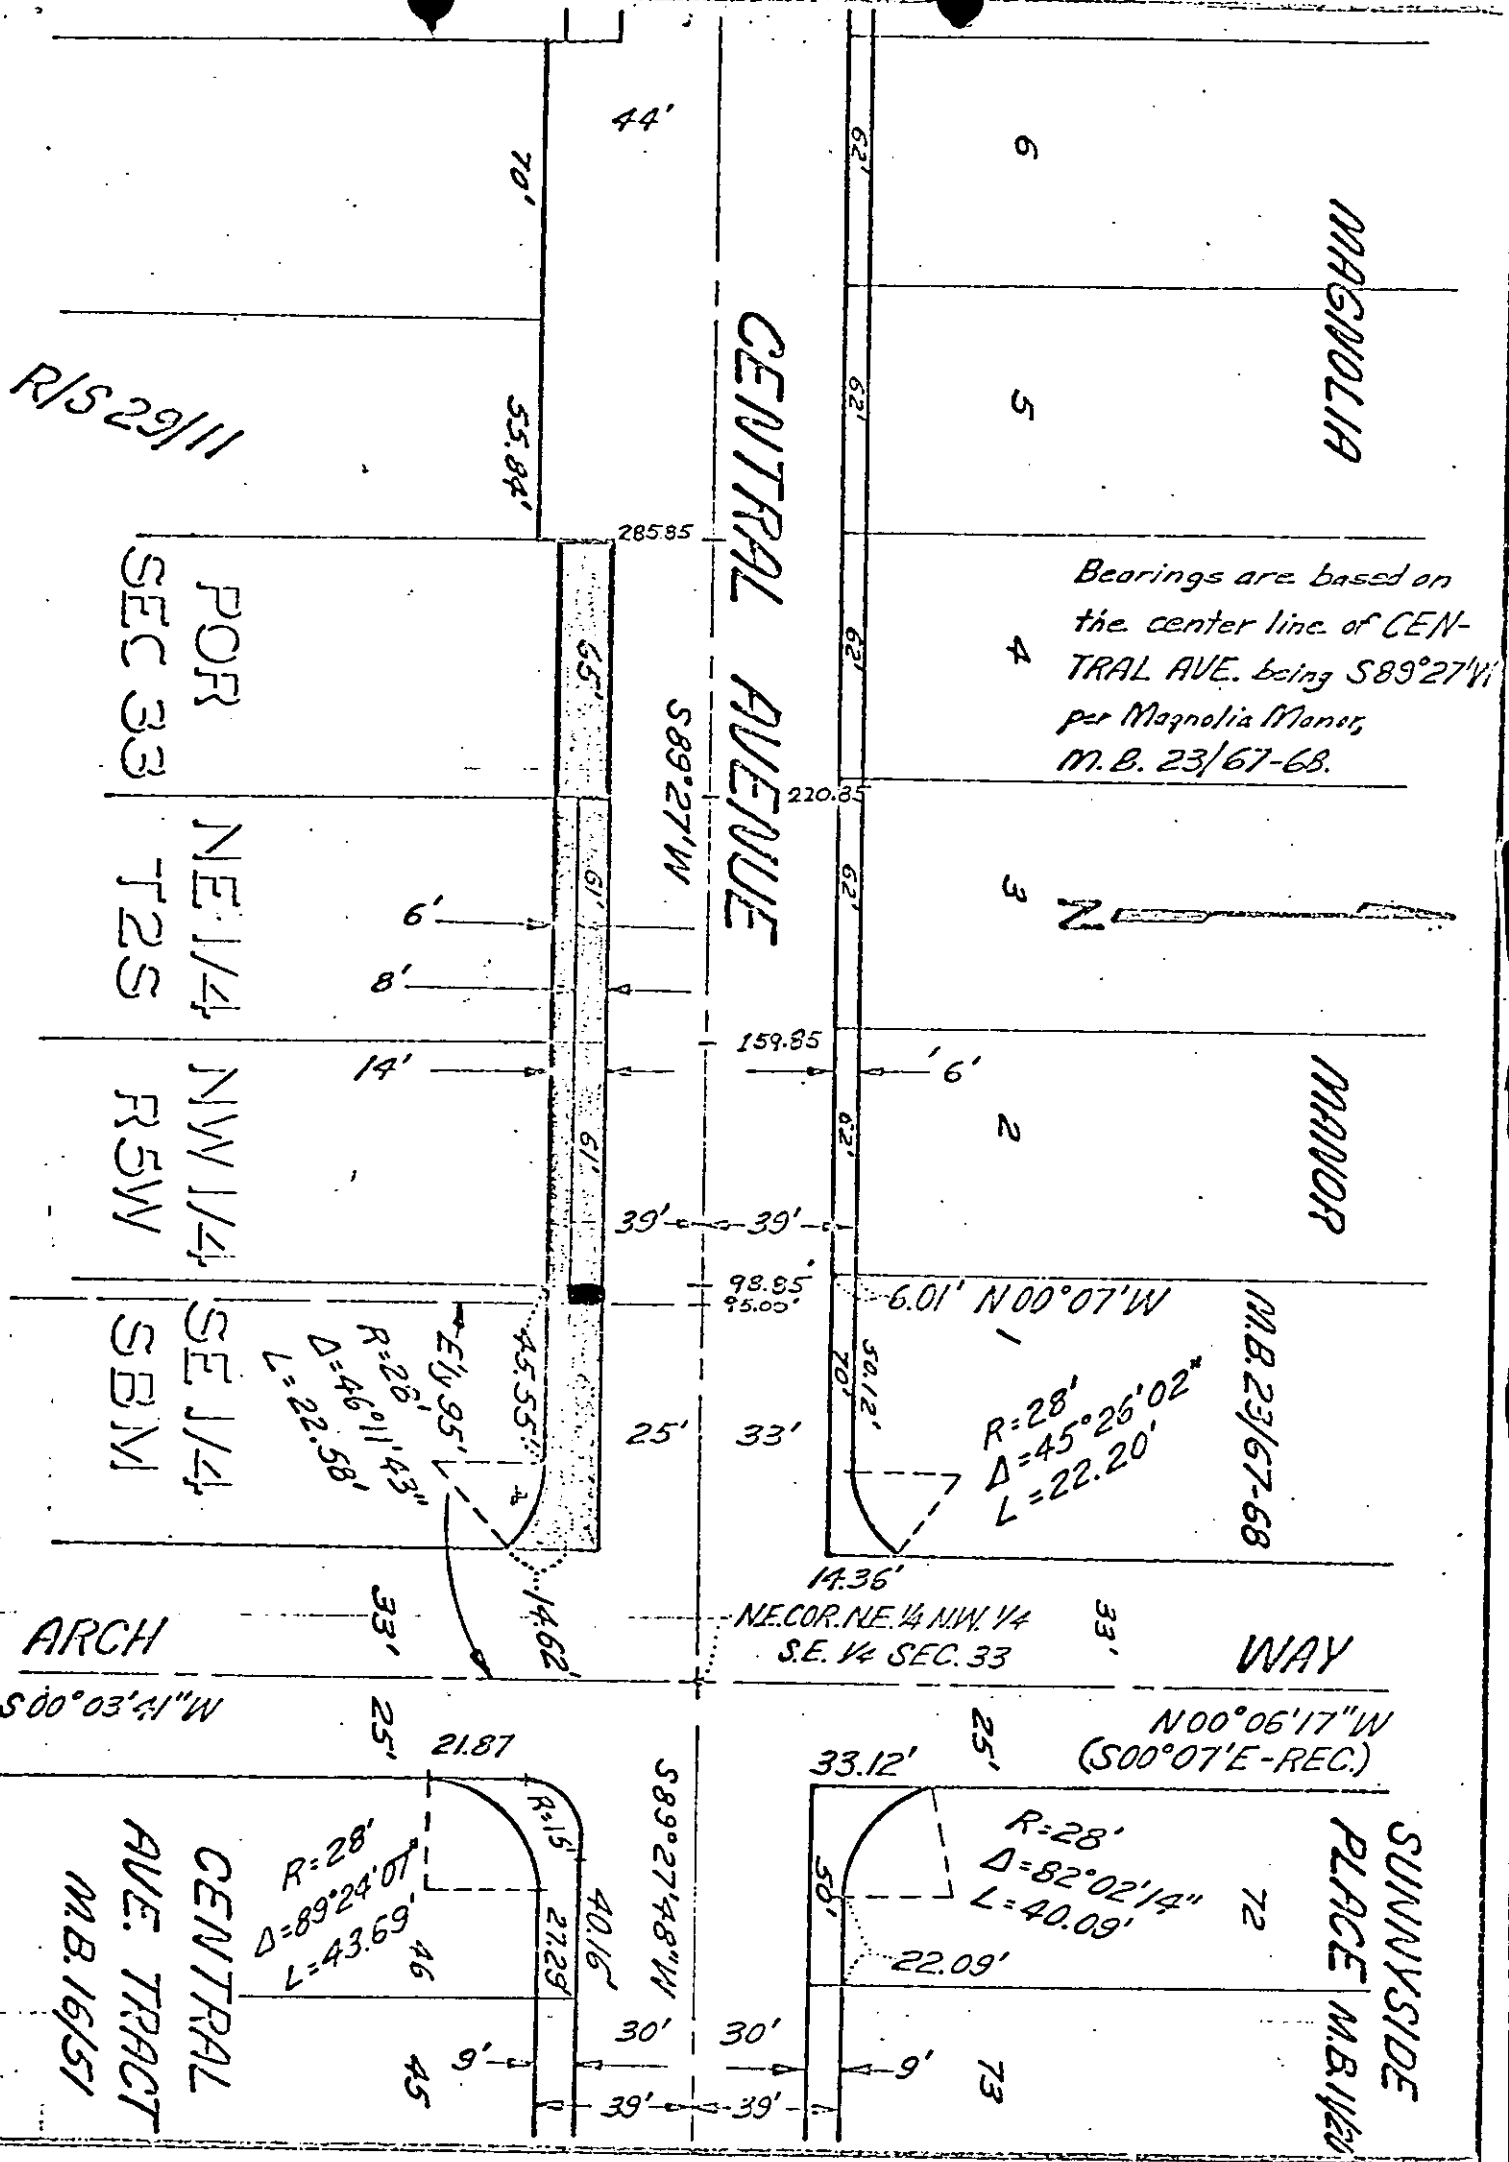 44'
70'
62'
6
MAGNOLIA
R/S 29/11
55.84'
CENTRAL AVENUE
62'
5
285.85
POR
SEC 33
65'
S89°27'W
62'
4
Bearings are based on
the center line of CEN-
TRAL AVE. being S89°27'W
per Magnolia Manor,
M.B. 23/67-68.
220.85
NE 1/4
T2S
61'
6'
8'
62'
3
N
159.85
14'
6'
NW 1/4
R5W
61'
62'
2
MANOR
39'
39'
98.85'
95.00'
6.01' N00°07'W
SE 1/4
SBM
45.55'
E'ly 95'
R=28'
Δ=46°11'43"
L=22.58'
25'
33'
50.12'
70'
1
R=28'
Δ=45°26'02"
L=22.20'
M.B. 23/67-68
14.62'
14.36'
ARCH
33'
N.E. COR. N.E. 1/4 N.W. 1/4
S.E. 1/4 SEC. 33
33'
WAY
S00°03'41"W
25'
25'
N00°06'17"W
(S00°07'E-REC.)
21.87
R=15'
S89°27'48"W
33.12'
CENTRAL
AVE. TRACT
M.B. 16/51
R=28'
Δ=89°24'07"
L=43.69'
46
27.29'
40.16'
50'
R=28'
Δ=82°02'14"
L=40.09'
22.09'
72
SUNNYSIDE
PLACE M.B. 11/20
30'
30'
45
9'
9'
73
39'
39'